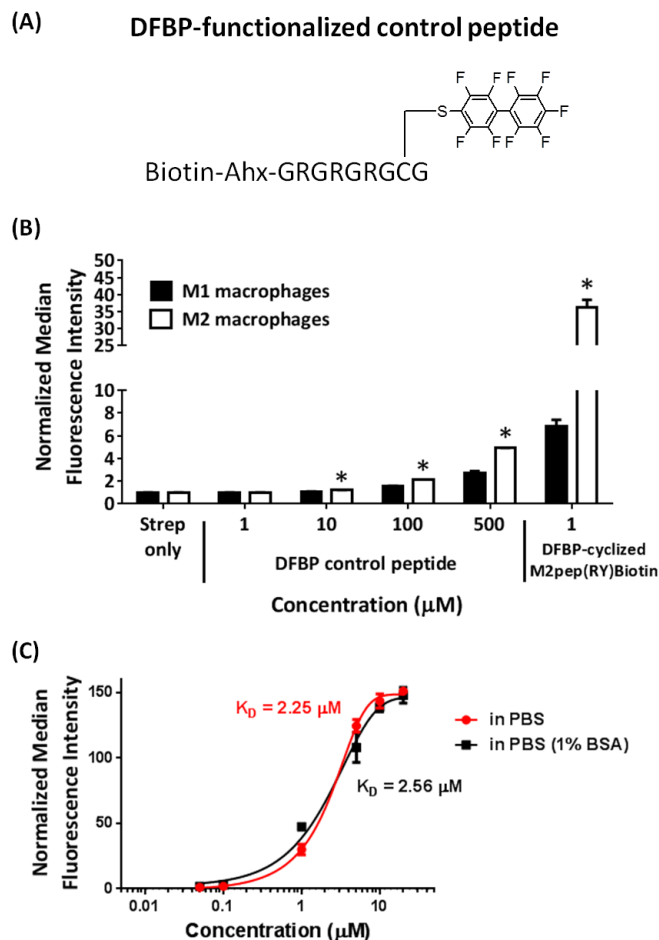 (A)
DFBP-functionalized control peptide
F F F F
S F
F F F F
Biotin-Ahx-GRGRGRGCG
(B)
Normalized Median
Fluorescence Intensity
50
45
40
35
30
25
10
8
6
4
2
0
M1 macrophages
M2 macrophages
* * * *
Strep
only
1 10 100 500 1
DFBP control peptide
DFBP-cyclized
M2pep(RY)Biotin
Concentration (μM)
(C)
Normalized Median
Fluorescence Intensity
150
100
50
0
K_D = 2.25 μM
K_D = 2.56 μM
in PBS
in PBS (1% BSA)
0.01 0.1 1 10
Concentration (μM)